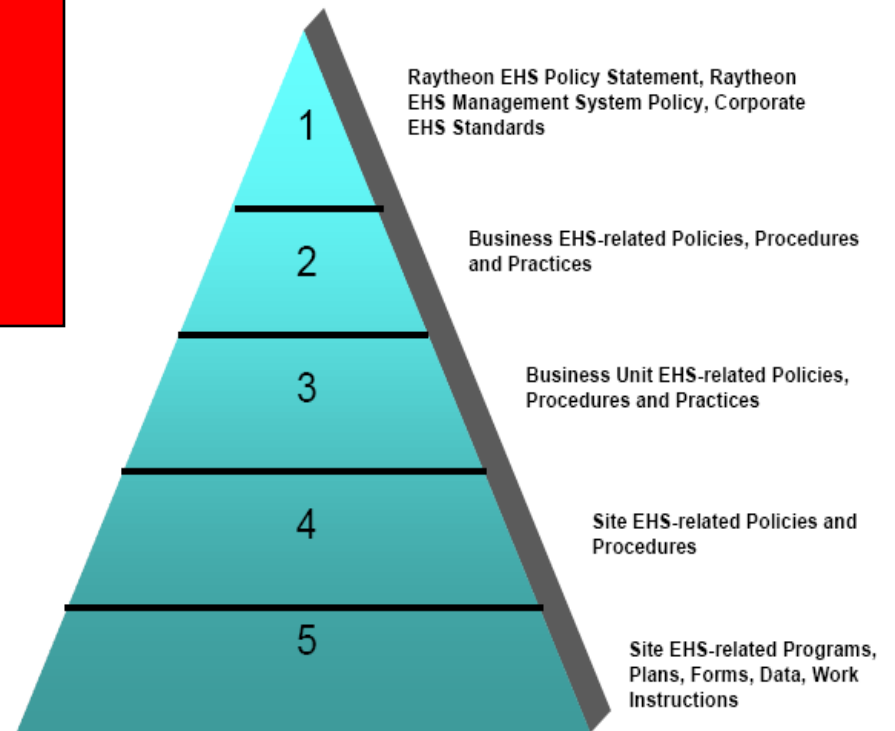 1
Raytheon EHS Policy Statement, Raytheon
EHS Management System Policy, Corporate
EHS Standards
2
Business EHS-related Policies, Procedures
and Practices
3
Business Unit EHS-related Policies,
Procedures and Practices
4
Site EHS-related Policies and
Procedures
5
Site EHS-related Programs,
Plans, Forms, Data, Work
Instructions